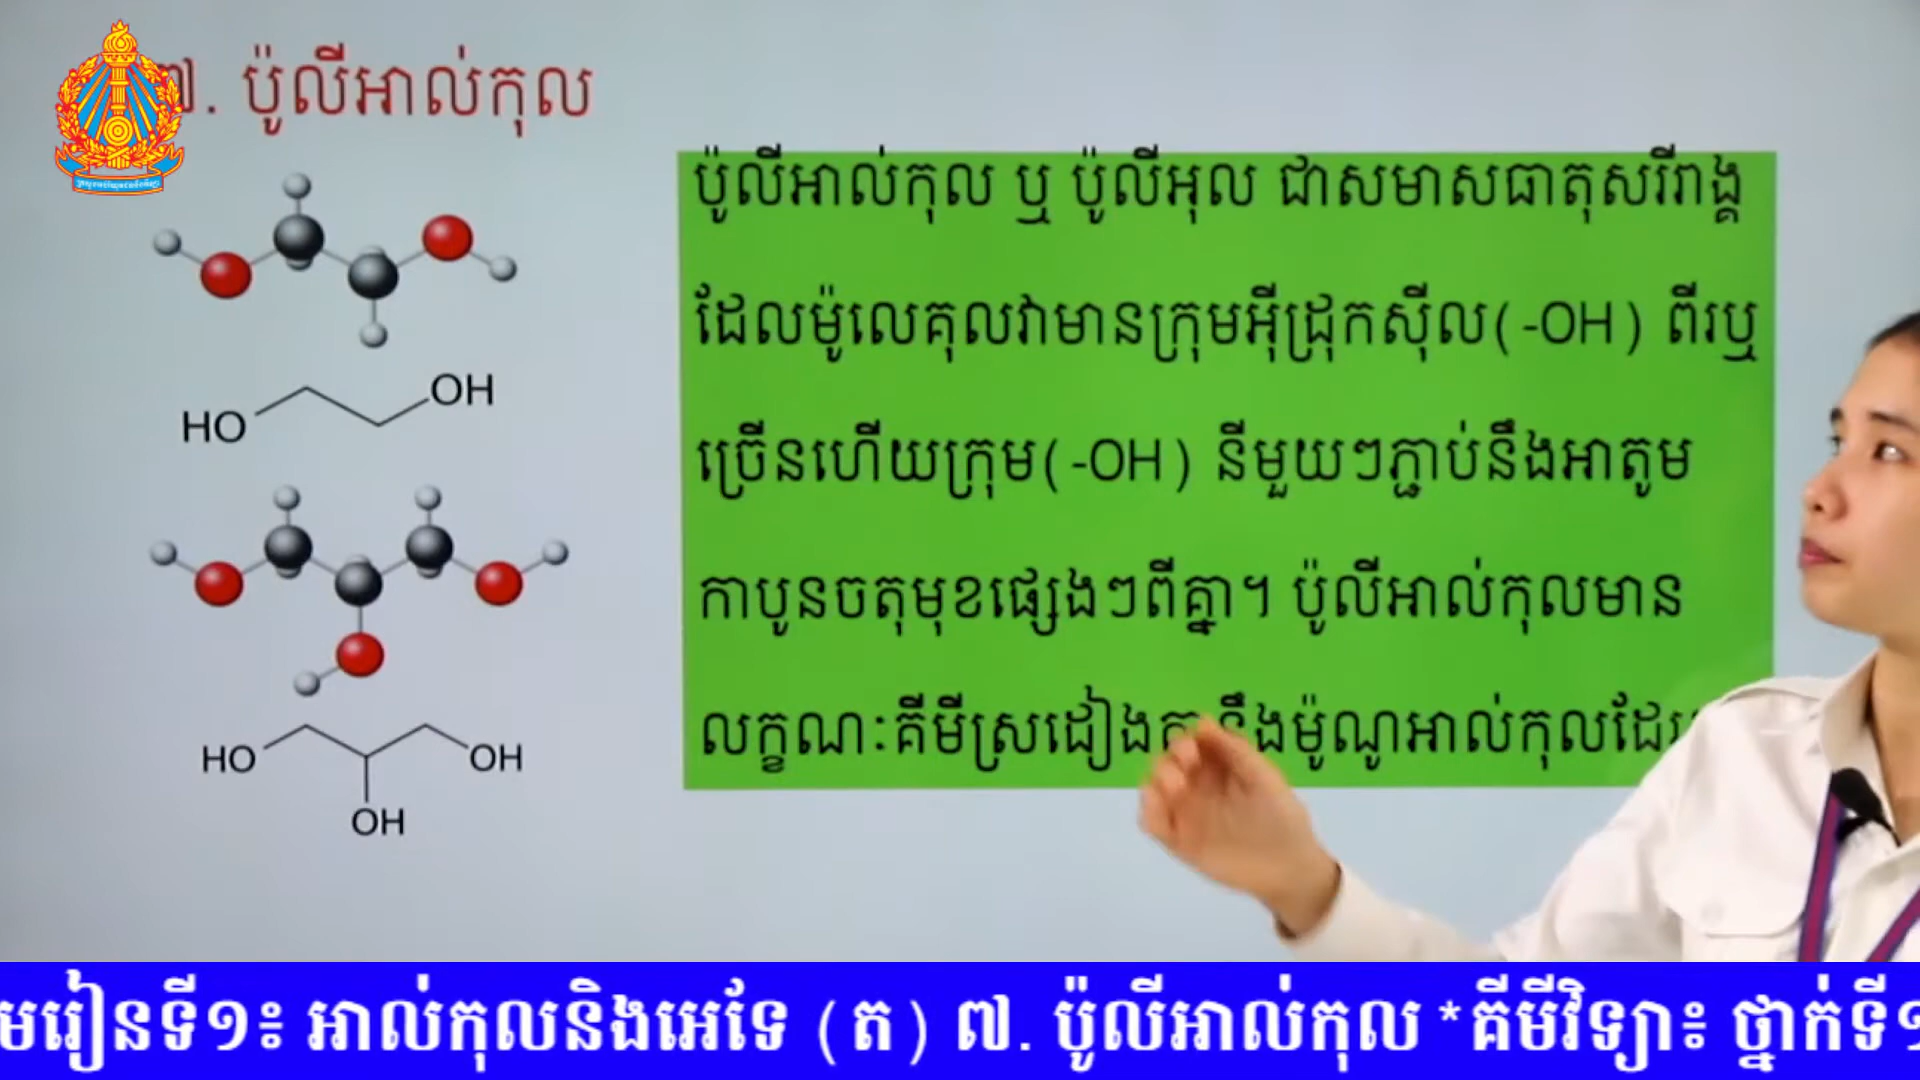 ៧. ប៉ូលីអាល់កុល
ប៉ូលីអាល់កុល ឬ ប៉ូលីអុល ជាសមាសធាតុសរីរាង្គ
ដែលម៉ូលេគុលវាមានក្រុមអ៊ីដ្រុកស៊ីល(-OH) ពីរឬ
ច្រើនហើយក្រុម(-OH) នីមួយៗភ្ជាប់នឹងអាតូម
កាបូនចតុមុខផ្សេងៗពីគ្នា។ ប៉ូលីអាល់កុលមាន
លក្ខណៈគីមីស្រដៀងគ្នានឹងម៉ូណូអាល់កុលដែរ
HO
OH
HO
OH
OH
មេរៀនទី១៖ អាល់កុលនិងអេទែ (ត) ៧. ប៉ូលីអាល់កុល *គីមីវិទ្យា៖ ថ្នាក់ទី១